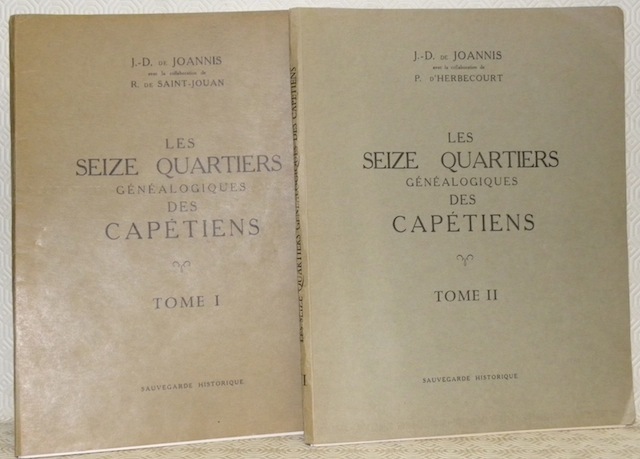 J.-D. DE JOANNIS
avec la collaboration de
R. DE SAINT-JOUAN
LES
SEIZE QUARTIERS
GÉNÉALOGIQUES
DES
CAPÉTIENS
TOME I
SAUVEGARDE HISTORIQUE
LES SEIZE QUARTIERS GÉNÉALOGIQUES DES CAPÉTIENS
J.-D. DE JOANNIS
avec la collaboration de
P. D'HERBECOURT
LES
SEIZE QUARTIERS
GÉNÉALOGIQUES
DES
CAPÉTIENS
TOME II
SAUVEGARDE HISTORIQUE